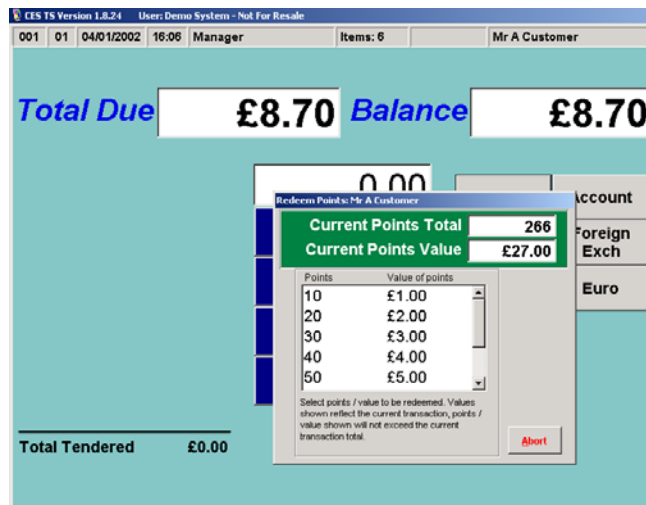 CES TS Version 1.8.24 User: Demo System - Not For Resale
001 01 04/01/2002 16:06 Manager Items: 6 Mr A Customer
Total Due £8.70 Balance £8.70
0.00
Redeem Points: Mr A Customer
Current Points Total 266
Current Points Value £27.00
Points Value of points
10 £1.00
20 £2.00
30 £3.00
40 £4.00
50 £5.00
Select points / value to be redeemed. Values
shown reflect the current transaction, points /
value shown will not exceed the current
transaction total.
Abort
Account
Foreign
Exch
Euro
Total Tendered £0.00